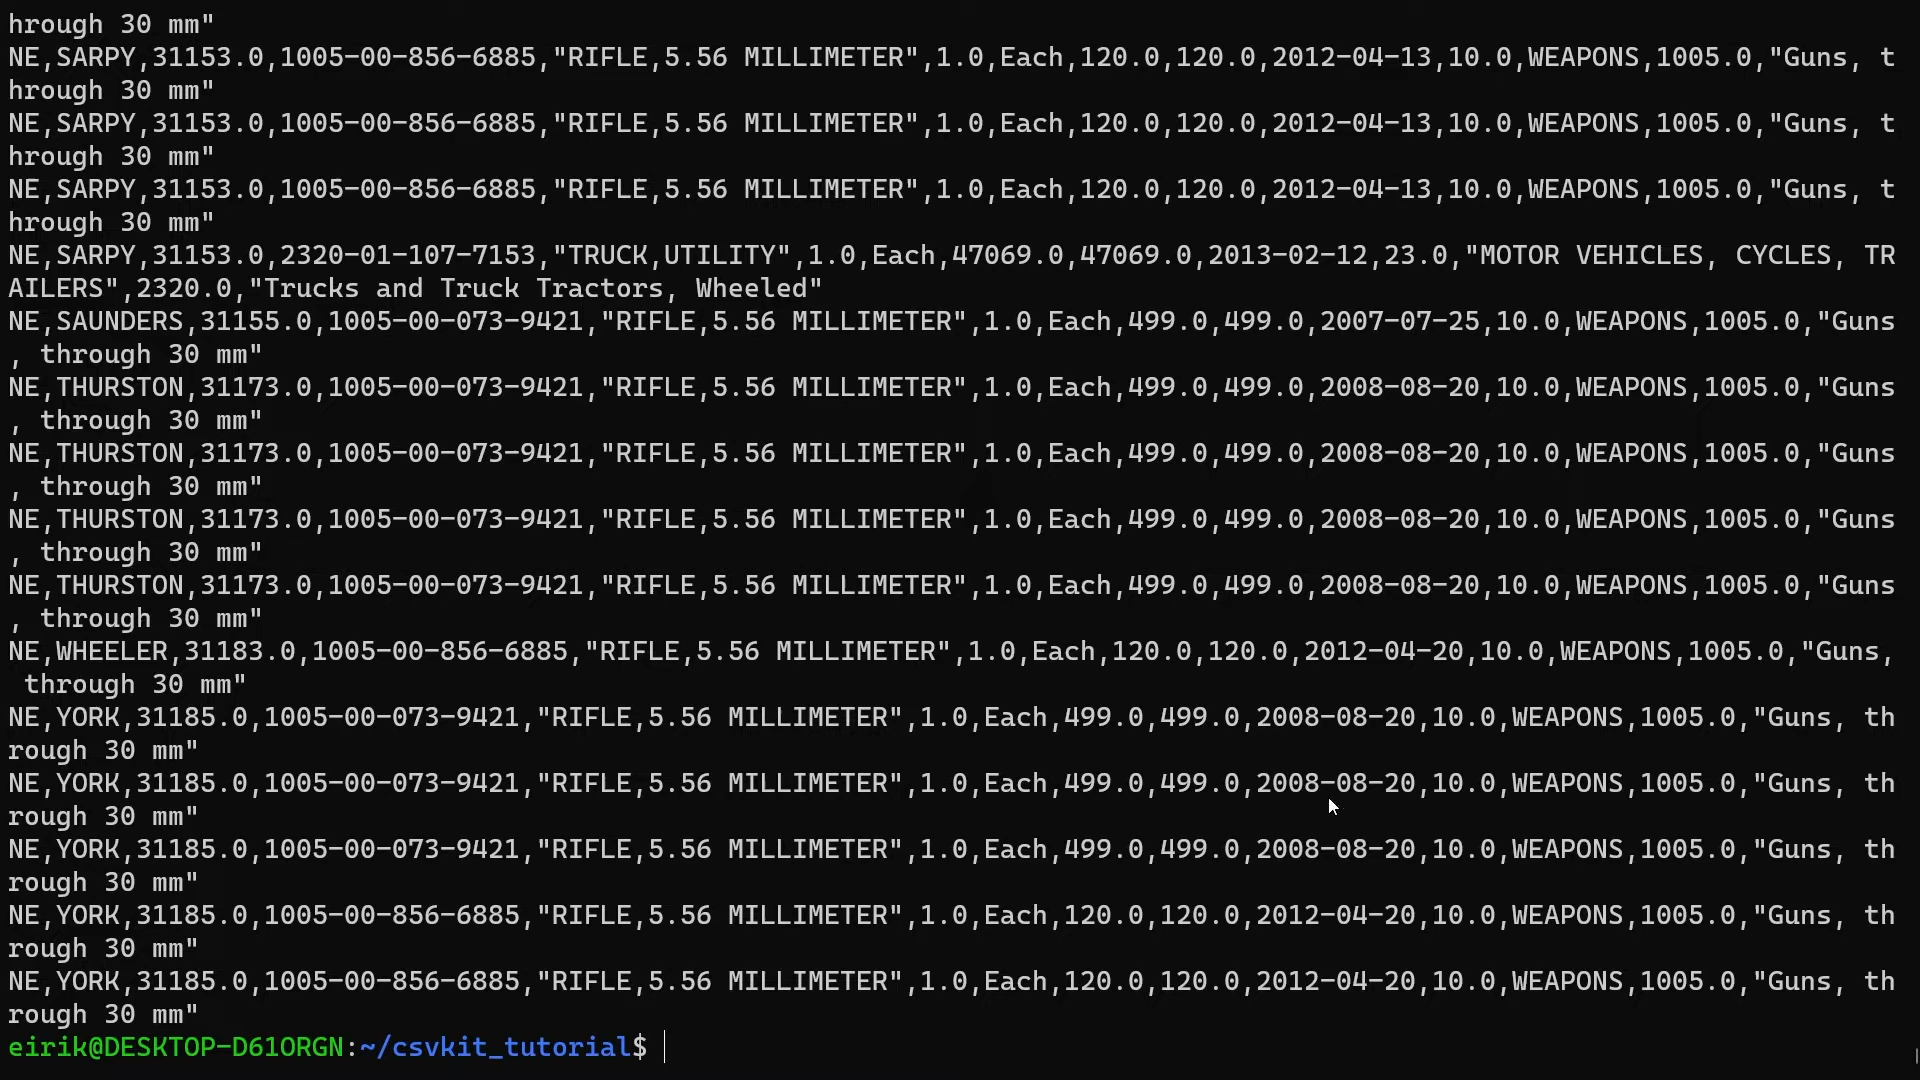 hrough 30 mm"
NE,SARPY,31153.0,1005-00-856-6885,"RIFLE,5.56 MILLIMETER",1.0,Each,120.0,120.0,2012-04-13,10.0,WEAPONS,1005.0,"Guns, t
hrough 30 mm"
NE,SARPY,31153.0,1005-00-856-6885,"RIFLE,5.56 MILLIMETER",1.0,Each,120.0,120.0,2012-04-13,10.0,WEAPONS,1005.0,"Guns, t
hrough 30 mm"
NE,SARPY,31153.0,1005-00-856-6885,"RIFLE,5.56 MILLIMETER",1.0,Each,120.0,120.0,2012-04-13,10.0,WEAPONS,1005.0,"Guns, t
hrough 30 mm"
NE,SARPY,31153.0,2320-01-107-7153,"TRUCK,UTILITY",1.0,Each,47069.0,47069.0,2013-02-12,23.0,"MOTOR VEHICLES, CYCLES, TR
AILERS",2320.0,"Trucks and Truck Tractors, Wheeled"
NE,SAUNDERS,31155.0,1005-00-073-9421,"RIFLE,5.56 MILLIMETER",1.0,Each,499.0,499.0,2007-07-25,10.0,WEAPONS,1005.0,"Guns
, through 30 mm"
NE,THURSTON,31173.0,1005-00-073-9421,"RIFLE,5.56 MILLIMETER",1.0,Each,499.0,499.0,2008-08-20,10.0,WEAPONS,1005.0,"Guns
, through 30 mm"
NE,THURSTON,31173.0,1005-00-073-9421,"RIFLE,5.56 MILLIMETER",1.0,Each,499.0,499.0,2008-08-20,10.0,WEAPONS,1005.0,"Guns
, through 30 mm"
NE,THURSTON,31173.0,1005-00-073-9421,"RIFLE,5.56 MILLIMETER",1.0,Each,499.0,499.0,2008-08-20,10.0,WEAPONS,1005.0,"Guns
, through 30 mm"
NE,THURSTON,31173.0,1005-00-073-9421,"RIFLE,5.56 MILLIMETER",1.0,Each,499.0,499.0,2008-08-20,10.0,WEAPONS,1005.0,"Guns
, through 30 mm"
NE,WHEELER,31183.0,1005-00-856-6885,"RIFLE,5.56 MILLIMETER",1.0,Each,120.0,120.0,2012-04-20,10.0,WEAPONS,1005.0,"Guns,
 through 30 mm"
NE,YORK,31185.0,1005-00-073-9421,"RIFLE,5.56 MILLIMETER",1.0,Each,499.0,499.0,2008-08-20,10.0,WEAPONS,1005.0,"Guns, th
rough 30 mm"
NE,YORK,31185.0,1005-00-073-9421,"RIFLE,5.56 MILLIMETER",1.0,Each,499.0,499.0,2008-08-20,10.0,WEAPONS,1005.0,"Guns, th
rough 30 mm"
NE,YORK,31185.0,1005-00-073-9421,"RIFLE,5.56 MILLIMETER",1.0,Each,499.0,499.0,2008-08-20,10.0,WEAPONS,1005.0,"Guns, th
rough 30 mm"
NE,YORK,31185.0,1005-00-856-6885,"RIFLE,5.56 MILLIMETER",1.0,Each,120.0,120.0,2012-04-20,10.0,WEAPONS,1005.0,"Guns, th
rough 30 mm"
NE,YORK,31185.0,1005-00-856-6885,"RIFLE,5.56 MILLIMETER",1.0,Each,120.0,120.0,2012-04-20,10.0,WEAPONS,1005.0,"Guns, th
rough 30 mm"
eirik@DESKTOP-D61ORGN:~/csvkit_tutorial$